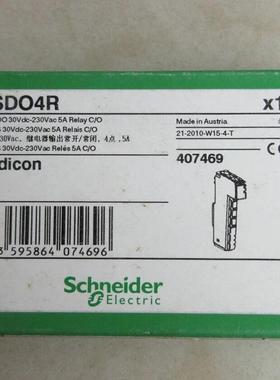 SDO4R
x1
DO 30Vdc-230Vac 5A Relay C/O
30Vdc-230Vac 5A Relais C/O
30Vac, 继电器输出常开/常闭, 4点, 5A
30Vdc-230Vac Relés 5A C/O
Made in Austria
21-2010-W15-4-T
dicon
407469
CE
595864 074696
Schneider
Electric